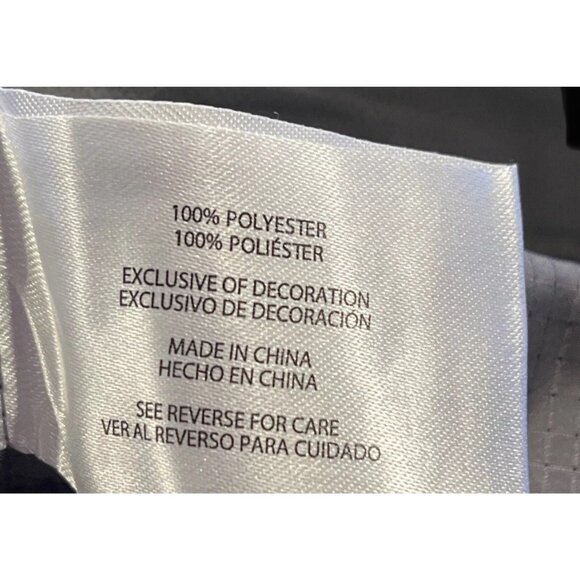 100% POLYESTER
100% POLIÉSTER
EXCLUSIVE OF DECORATION
EXCLUSIVO DE DECORACIÓN
MADE IN CHINA
HECHO EN CHINA
SEE REVERSE FOR CARE
VER AL REVERSO PARA CUIDADO